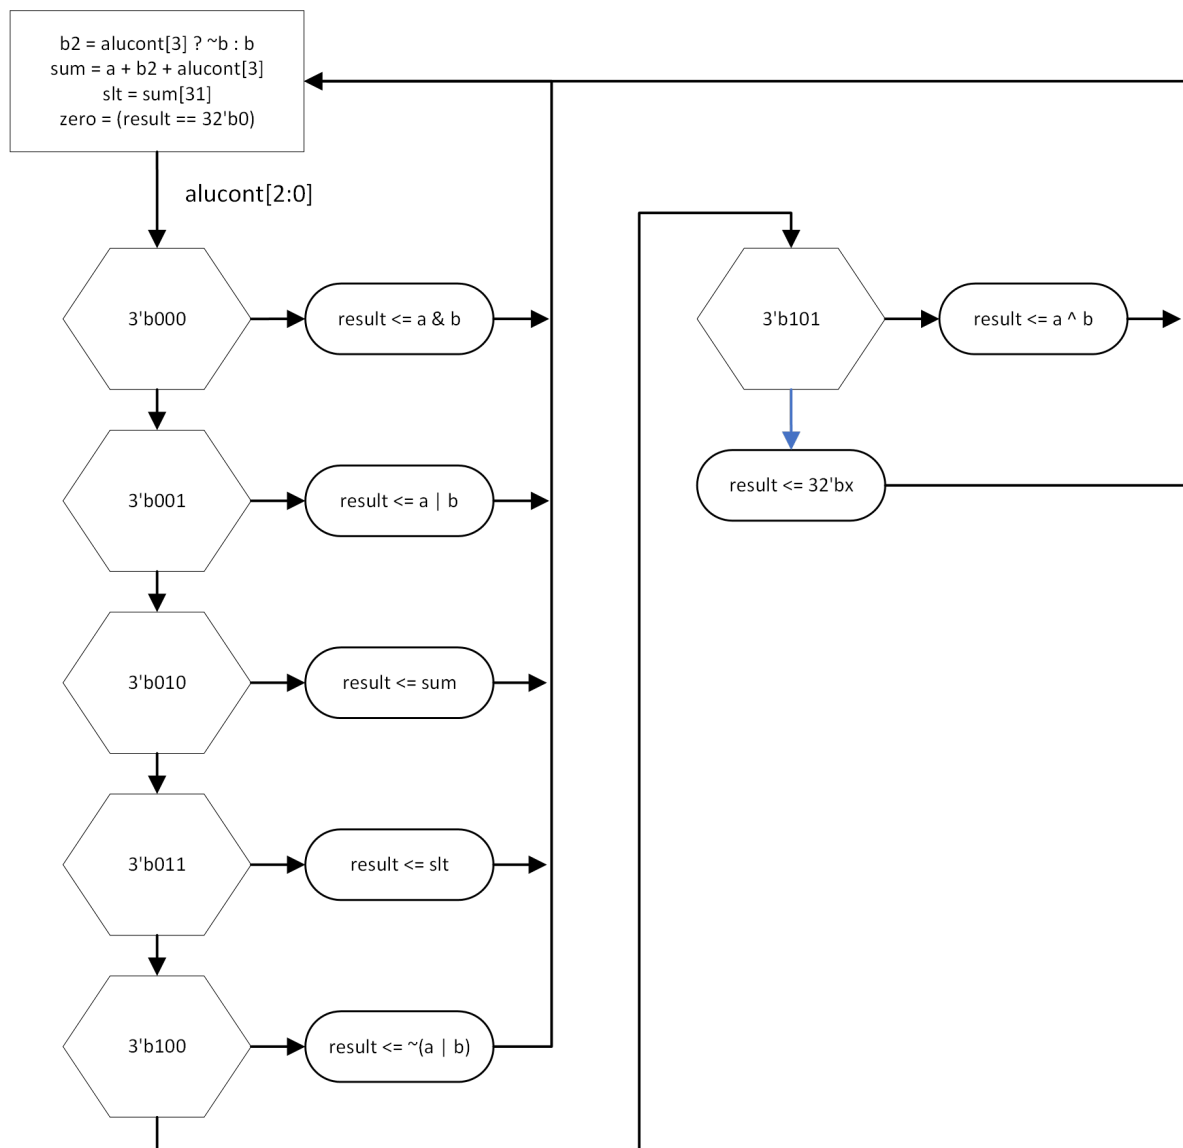 b2 = alucont[3] ? ~b : b
sum = a + b2 + alucont[3]
slt = sum[31]
zero = (result == 32'b0)
alucont[2:0]
3'b000
result <= a & b
3'b001
result <= a | b
3'b010
result <= sum
3'b011
result <= slt
3'b100
result <= ~(a | b)
3'b101
result <= a ^ b
result <= 32'bx